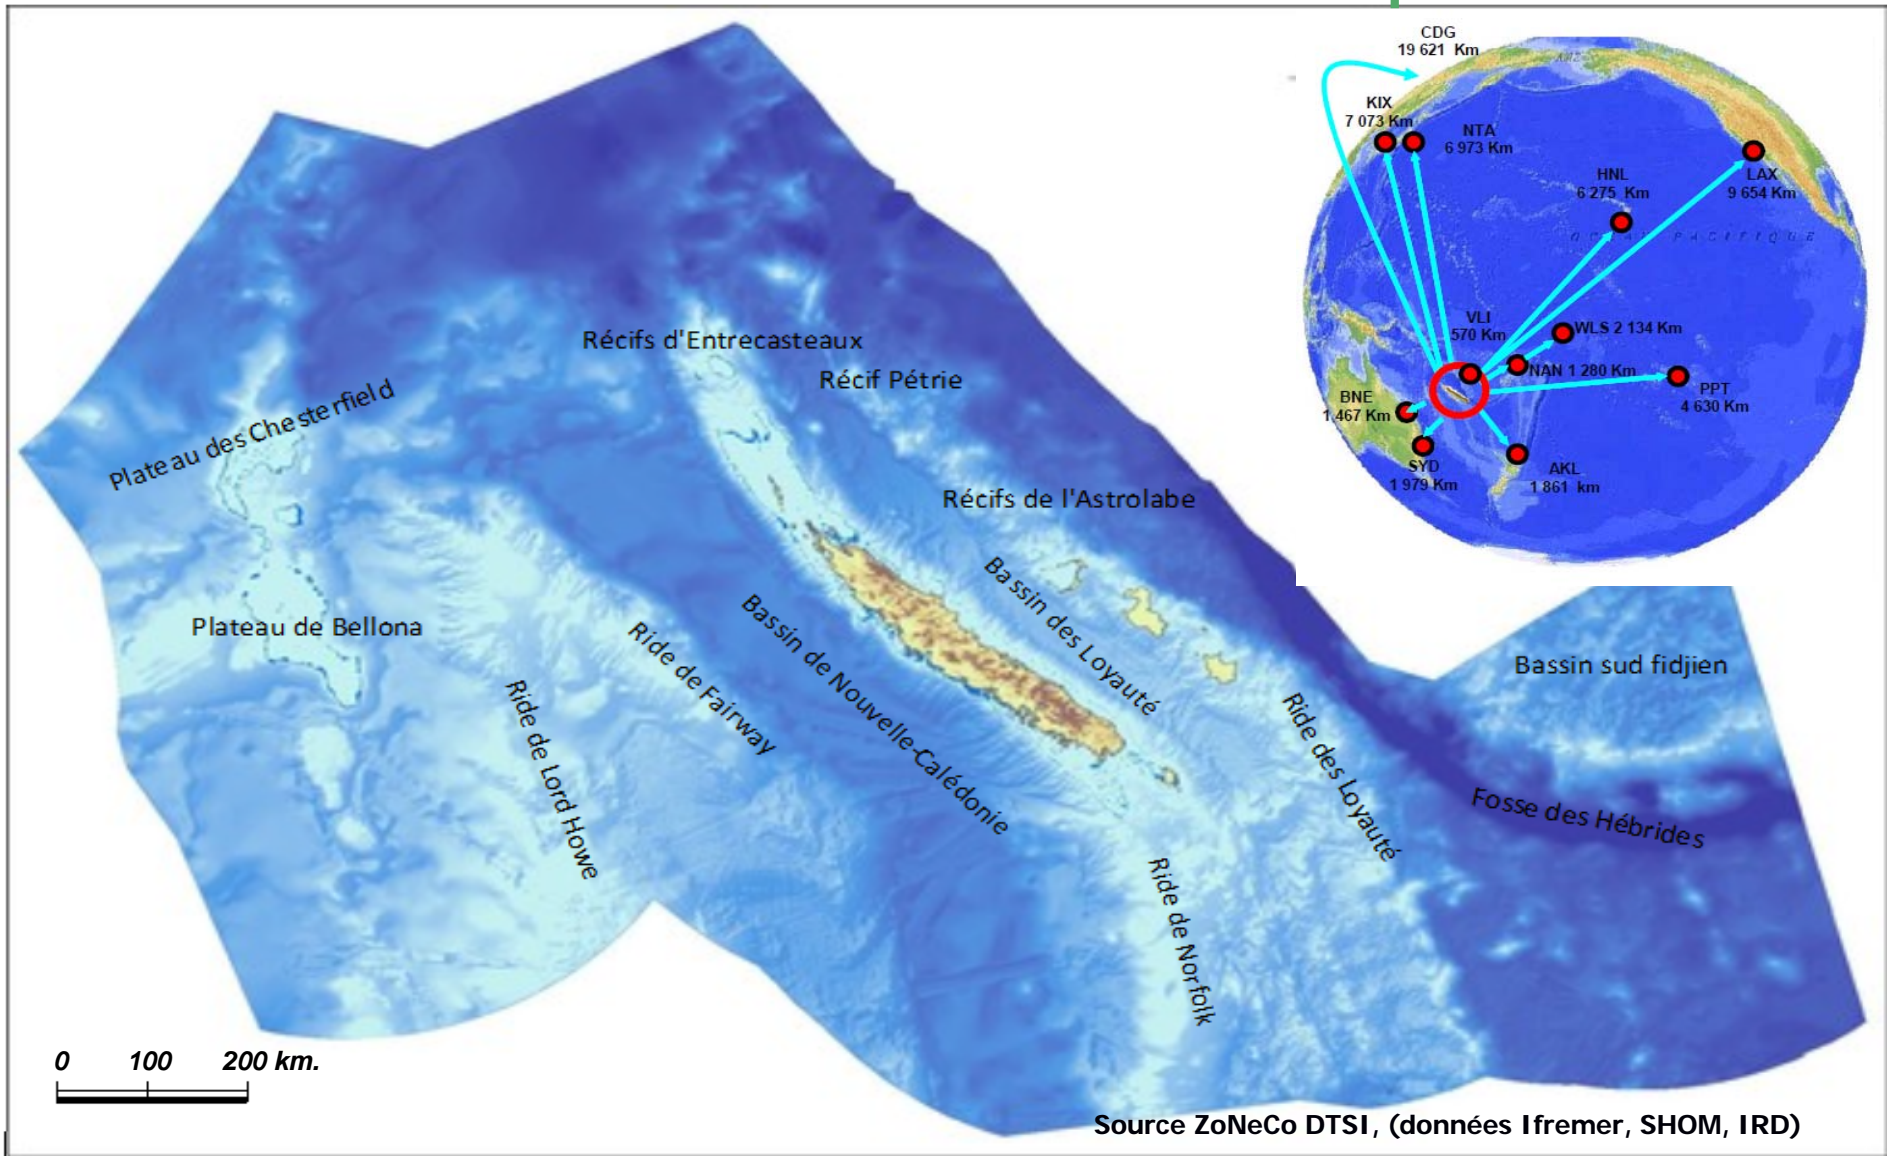 CDG
19 621 Km
KIX
7 073 Km
NTA
6 973 Km
HNL
6 275 Km
LAX
9 654 Km
OCEAN PACIFIQUE
VLI
570 Km
WLS 2 134 Km
NAN 1 280 Km
PPT
4 630 Km
BNE
1 467 Km
SYD
1 979 Km
AKL
1 861 km
Récifs d'Entrecasteaux
Récif Pétrie
Plateau des Chesterfield
Récifs de l'Astrolabe
Bassin des Loyauté
Plateau de Bellona
Ride de Fairway
Bassin de Nouvelle-Calédonie
Ride de Lord Howe
Ride des Loyauté
Bassin sud fidjien
Fosse des Hébrides
Ride de Norfolk
0 100 200 km.
Source ZoNeCo DTSI, (données Ifremer, SHOM, IRD)